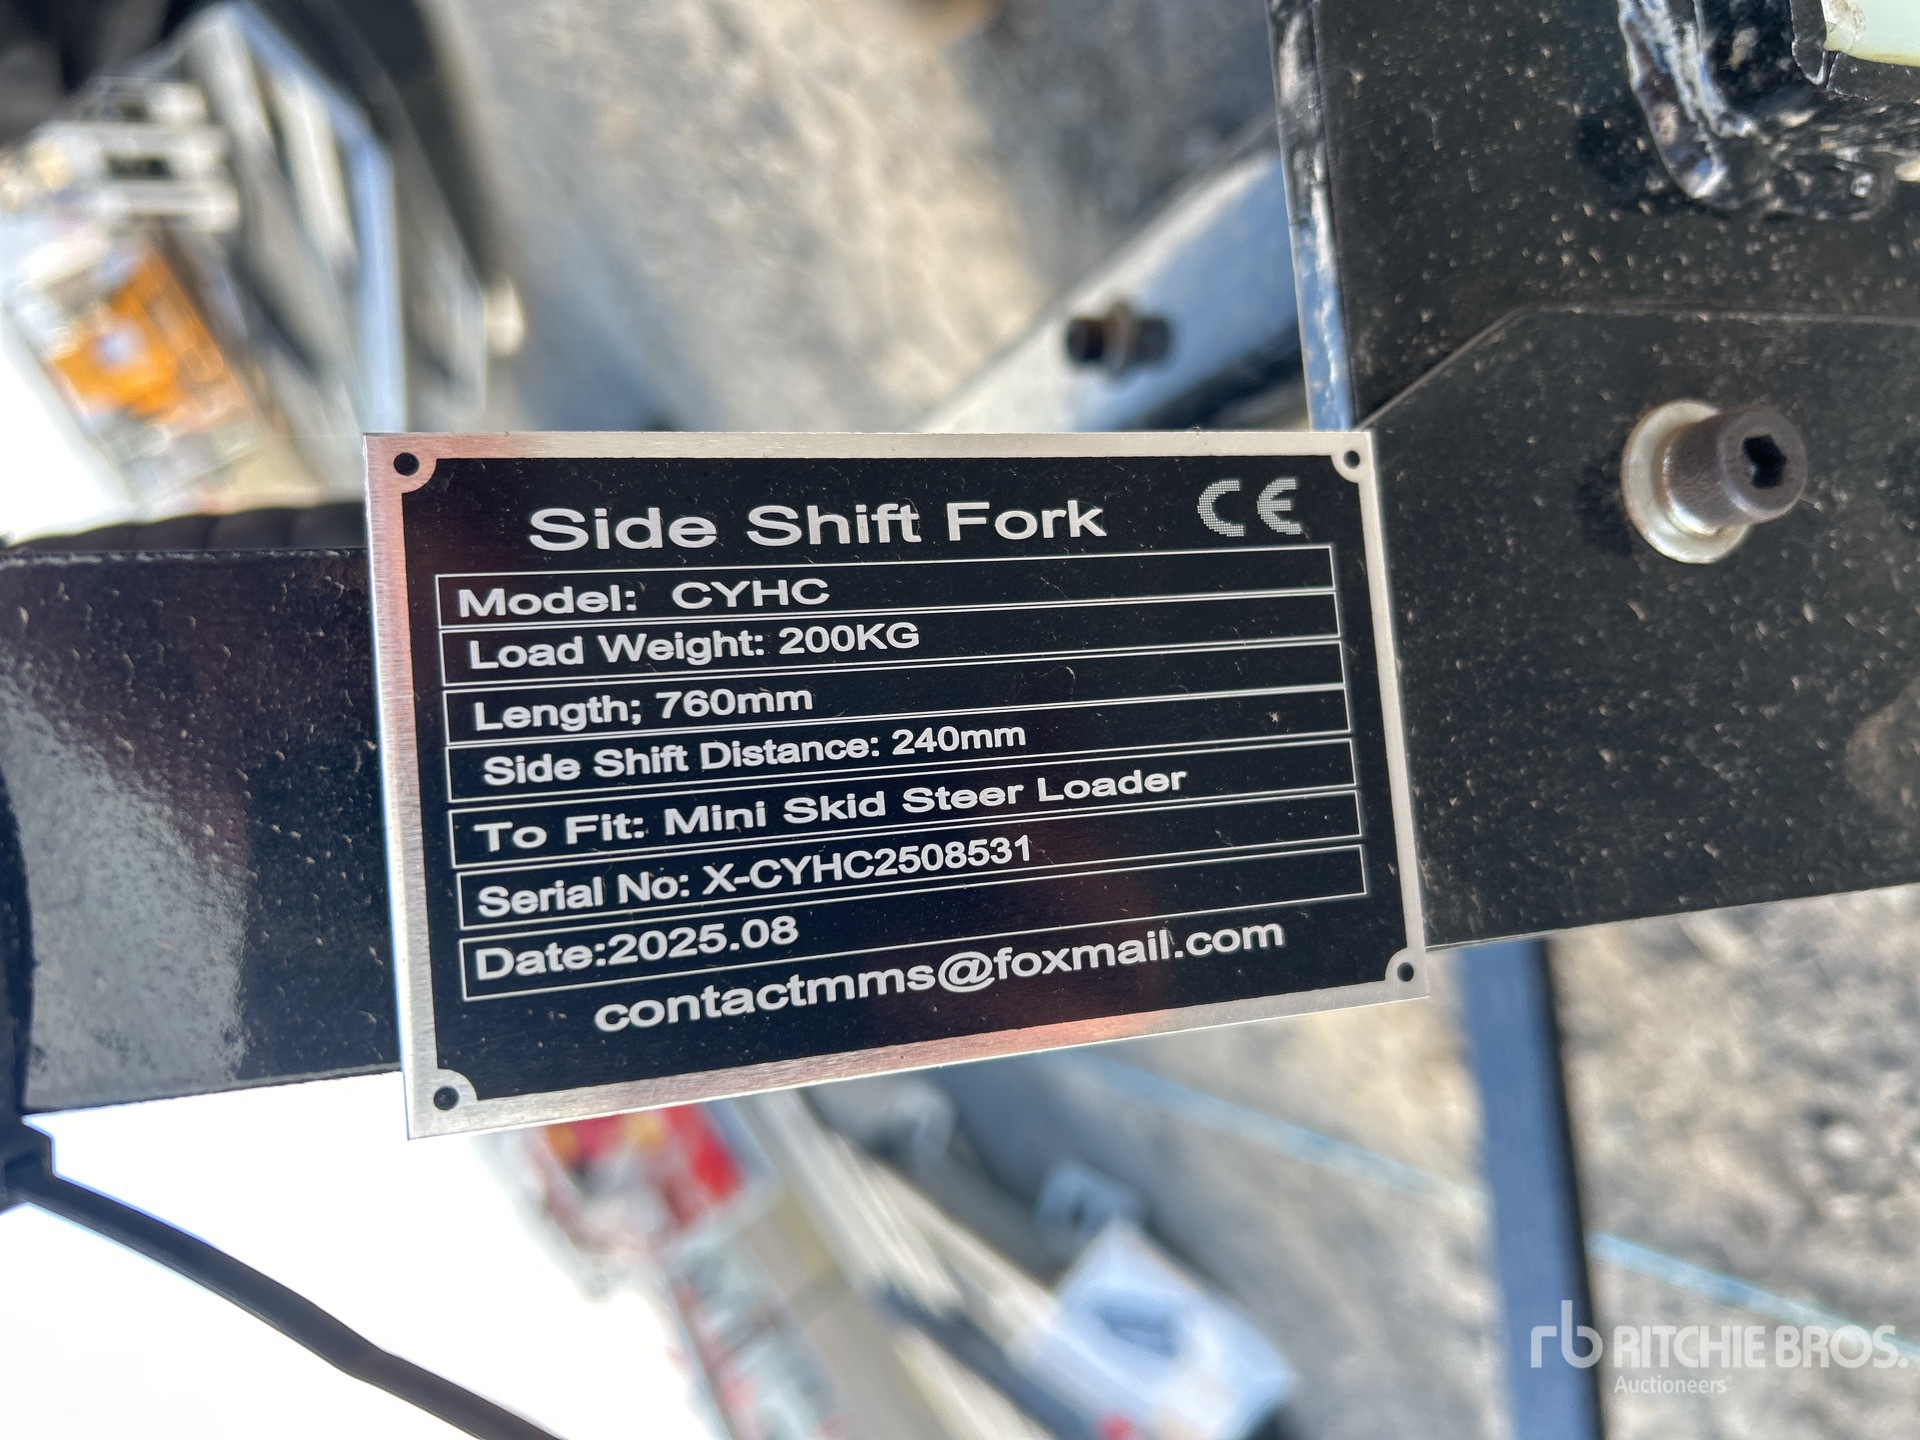 Side Shift Fork CE
Model: CYHC
Load Weight: 200KG
Length; 760mm
Side Shift Distance: 240mm
To Fit: Mini Skid Steer Loader
Serial No: X-CYHC2508531
Date:2025.08
contactmms@foxmail.com
rb RITCHIE BROS.
Auctioneers